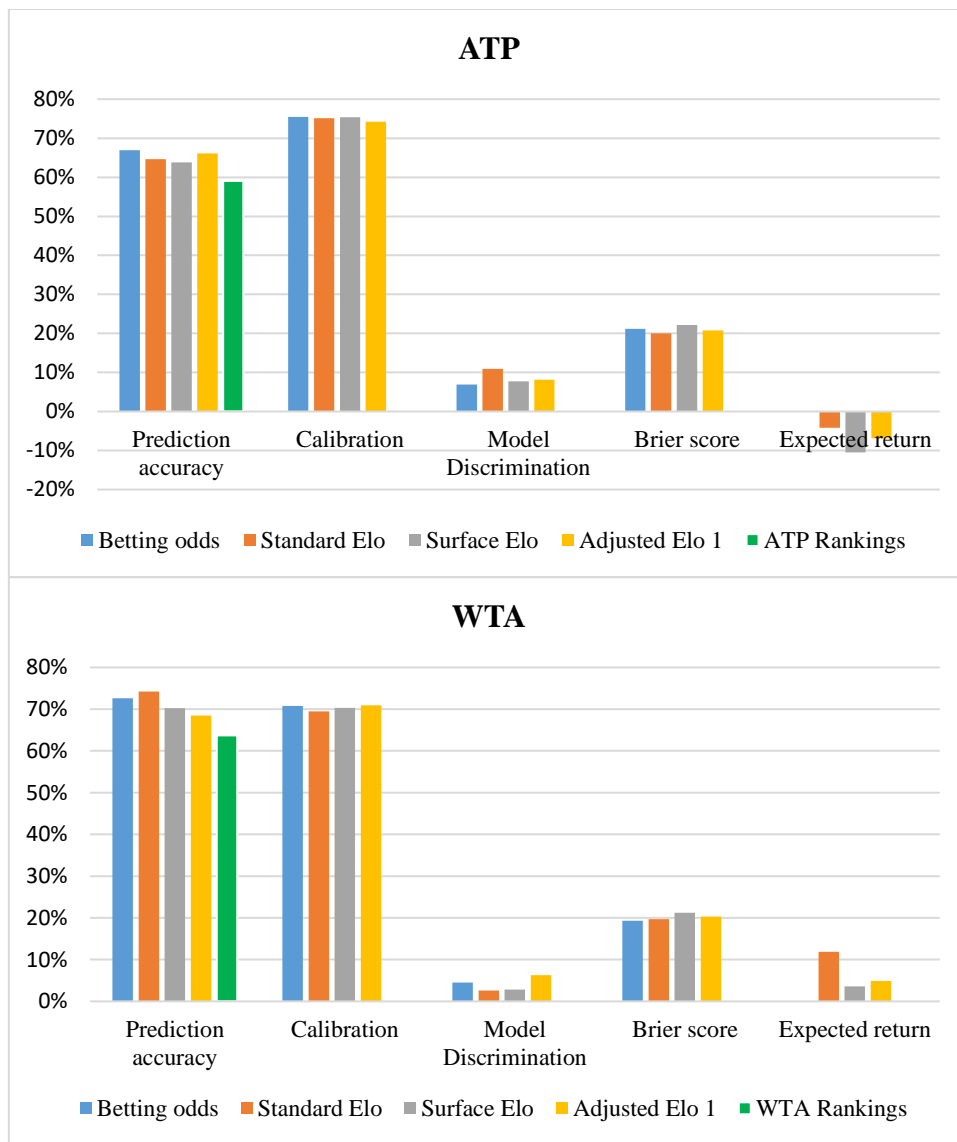 ATP
80%
70%
60%
50%
40%
30%
20%
10%
0%
-10%
-20%
Prediction accuracy
Calibration
Model Discrimination
Brier score
Expected return
Betting odds
Standard Elo
Surface Elo
Adjusted Elo 1
ATP Rankings
WTA
80%
70%
60%
50%
40%
30%
20%
10%
0%
Prediction accuracy
Calibration
Model Discrimination
Brier score
Expected return
Betting odds
Standard Elo
Surface Elo
Adjusted Elo 1
WTA Rankings